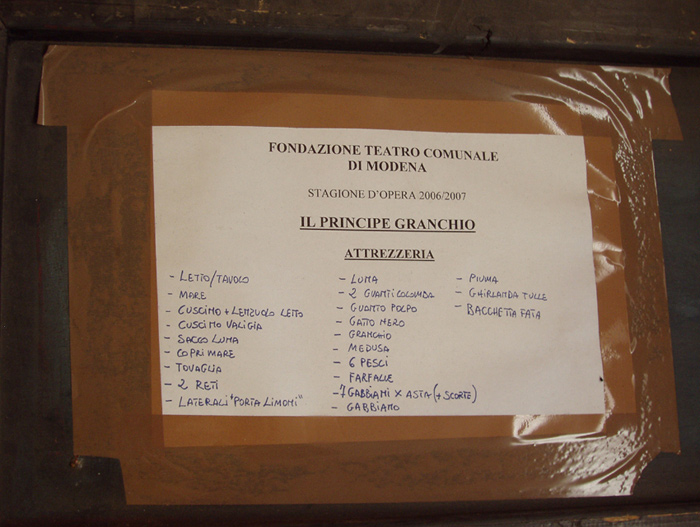 FONDAZIONE TEATRO COMUNALE
DI MODENA
STAGIONE D'OPERA 2006/2007
IL PRINCIPE GRANCHIO
ATTREZZERIA
- LETTO/TAVOLO
- MARE
- CUSCINO + LENZUOLO LETTO
- CUSCINO VALIGIA
- SACCO LUNA
- COPRI MARE
- TOVAGLIA
- 2 RETI
- LATERALI "PORTA LIMONI"
- LUNA
- 2 GUANTI COLOMBA
- GUANTO POLPO
- GATTO NERO
- GRANCHIO
- MEDUSA
- 6 PESCI
- FARFALLE
- 7 GABBIANI X ASTA (+ SCORTE)
- GABBIANO
- PIUMA
- GHIRLANDA TULLE
- BACCHETTA FATA